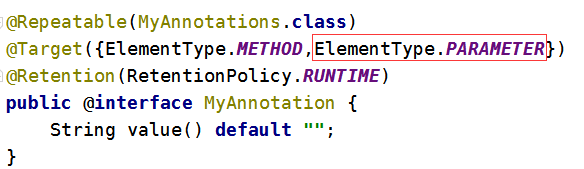 @Repeatable(MyAnnotations.class)
@Target({ElementType.METHOD,ElementType.PARAMETER})
@Retention(RetentionPolicy.RUNTIME)
public @interface MyAnnotation {
    String value() default "";
}